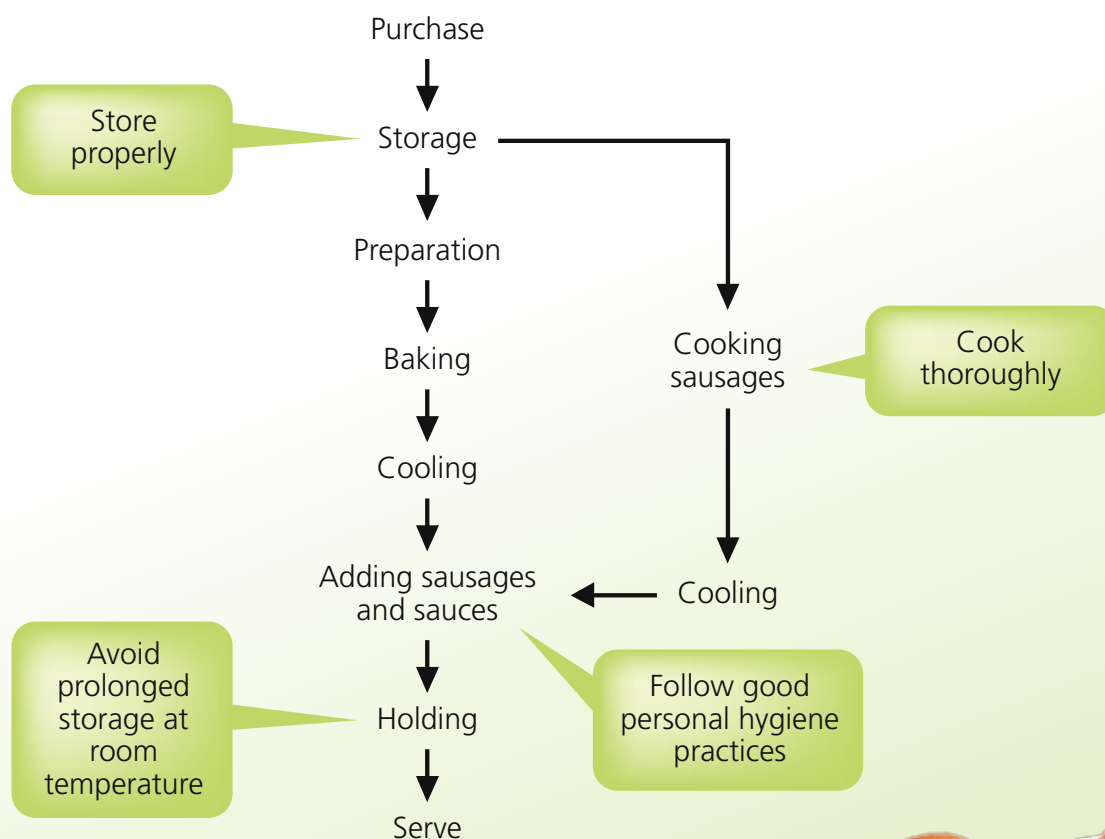 Purchase
Store
properly
Storage
Preparation
Baking
Cooking
sausages
Cook
thoroughly
Cooling
Adding sausages
and sauces
Cooling
Avoid
prolonged
storage at
room
temperature
Holding
Follow good
personal hygiene
practices
Serve